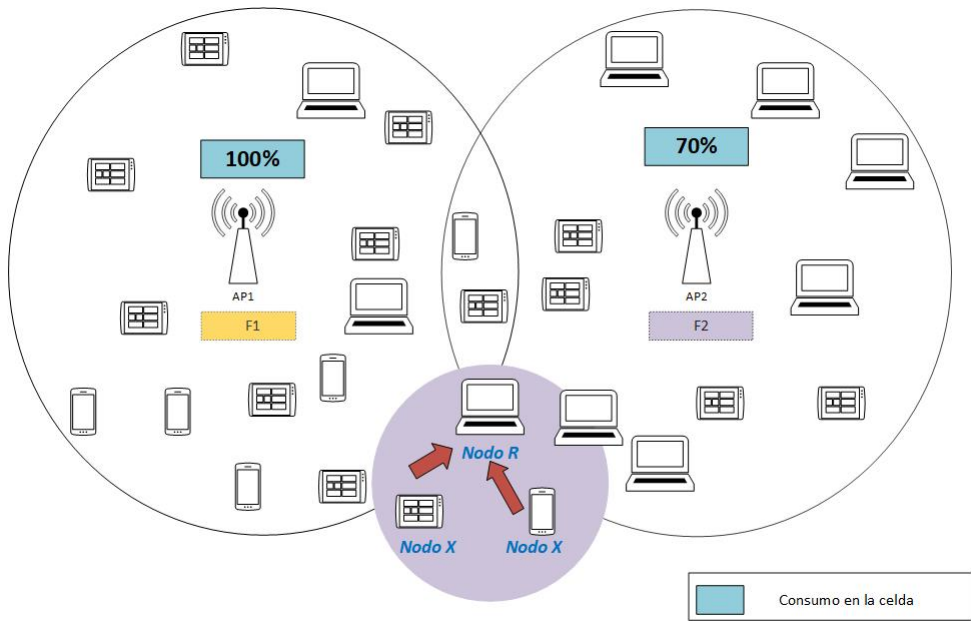 100%
70%
AP1
AP2
F1
F2
Nodo R
Nodo X
Nodo X
Consumo en la celda